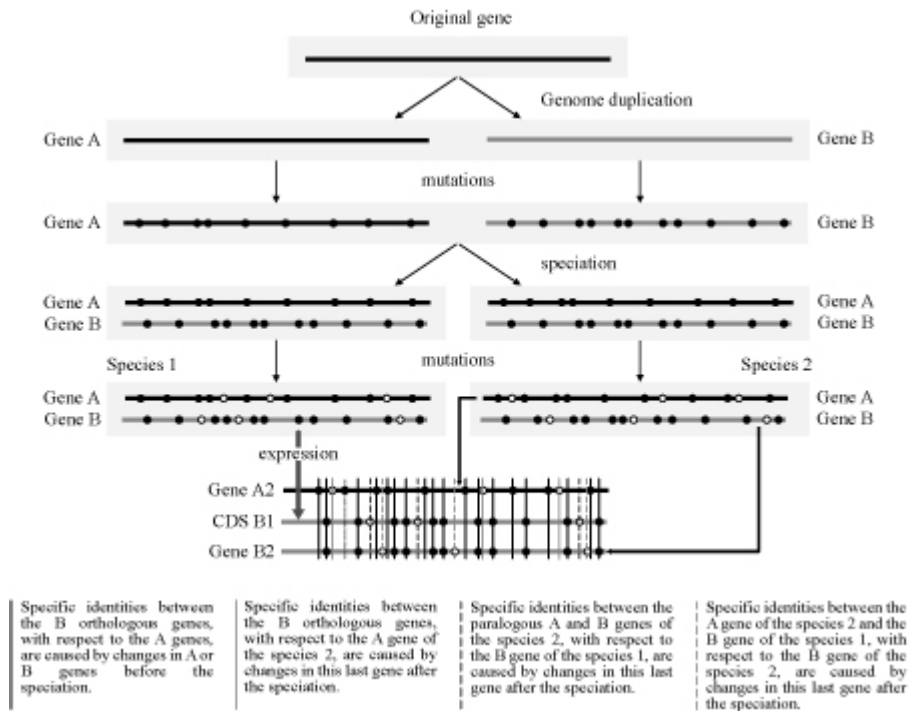 Original gene
Genome duplication
Gene A
Gene B
mutations
Gene A
Gene B
speciation
Gene A
Gene B
Gene A
Gene B
Species 1
mutations
Species 2
Gene A
Gene B
Gene A
Gene B
expression
Gene A2
CDS B1
Gene B2
Specific identities between
the B orthologous genes,
with respect to the A genes,
are caused by changes in A or
B genes before the
speciation.
Specific identities between
the B orthologous genes,
with respect to the A gene of
the species 2, are caused by
changes in this last gene after
the speciation.
Specific identities between the
paralogous A and B genes of
the species 2, with respect to
the B gene of the species 1, are
caused by changes in this last
gene after the speciation.
Specific identities between the
A gene of the species 2 and the
B gene of the species 1, with
respect to the B gene of the
species 2, are caused by
changes in this last gene after
the speciation.